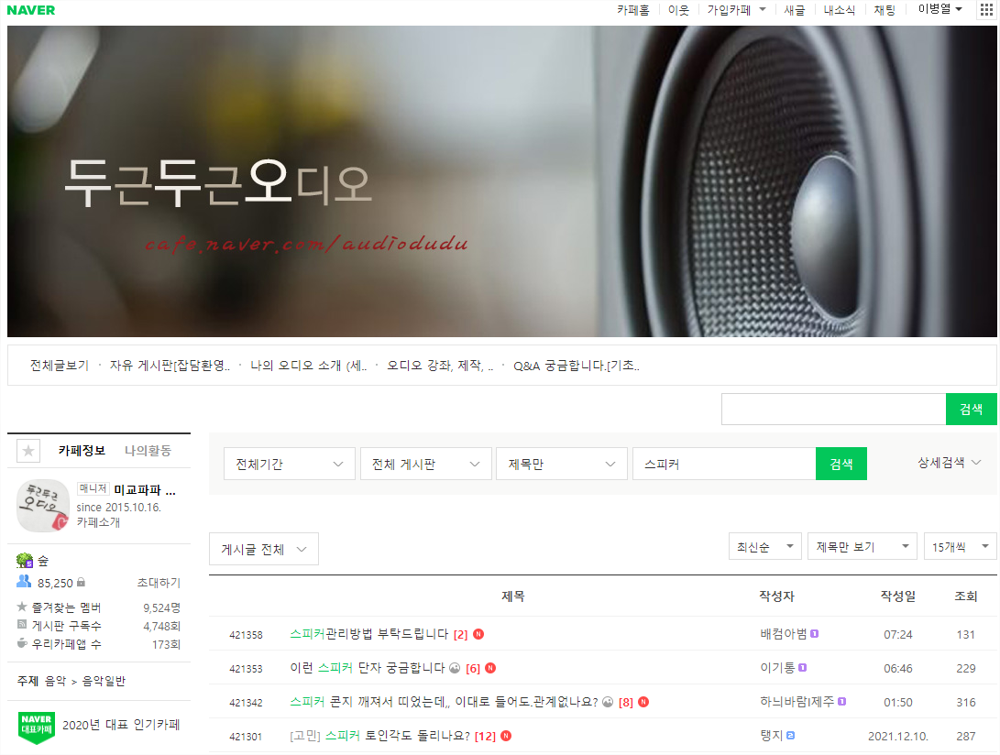 NAVER 카페홈 이웃 가입카페 새글 내소식 채팅 이병열
두근두근오디오
cafe.naver.com/audiodudu
전체글보기 · 자유 게시판[잡담환영.. · 나의 오디오 소개 (세.. · 오디오 강좌, 제작, .. · Q&A 궁금합니다.[기초..
검색
카페정보 나의활동
매니저 미교파파 ...
since 2015.10.16.
카페소개
숲
85,250 초대하기
즐겨찾는 멤버 9,524명
게시판 구독수 4,748회
우리카페앱 수 173회
주제 음악 > 음악일반
NAVER 대표카페 2020년 대표 인기카페
전체기간 전체 게시판 제목만 스피커 검색 상세검색
게시글 전체 최신순 제목만 보기 15개씩
제목 작성자 작성일 조회
421358 스피커관리방법 부탁드립니다 [2] N 배컴아범 1 07:24 131
421353 이런 스피커 단자 궁금합니다 [6] N 이기통 1 06:46 229
421342 스피커 콘지 깨져서 띠었는데,, 이대로 들어도.관계없나요? [8] N 하늬바람I제주 1 01:50 316
421301 [고민] 스피커 토인각도 돌리나요? [12] N 탱지 2021.12.10. 287